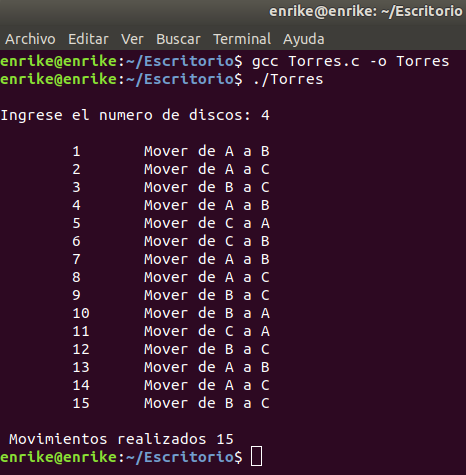 enrike@enrike: ~/Escritorio
Archivo Editar Ver Buscar Terminal Ayuda
enrike@enrike:~/Escritorio$ gcc Torres.c -o Torres
enrike@enrike:~/Escritorio$ ./Torres
Ingrese el numero de discos: 4
1 Mover de A a B
2 Mover de A a C
3 Mover de B a C
4 Mover de A a B
5 Mover de C a A
6 Mover de C a B
7 Mover de A a B
8 Mover de A a C
9 Mover de B a C
10 Mover de B a A
11 Mover de C a A
12 Mover de B a C
13 Mover de A a B
14 Mover de A a C
15 Mover de B a C
Movimientos realizados 15
enrike@enrike:~/Escritorio$